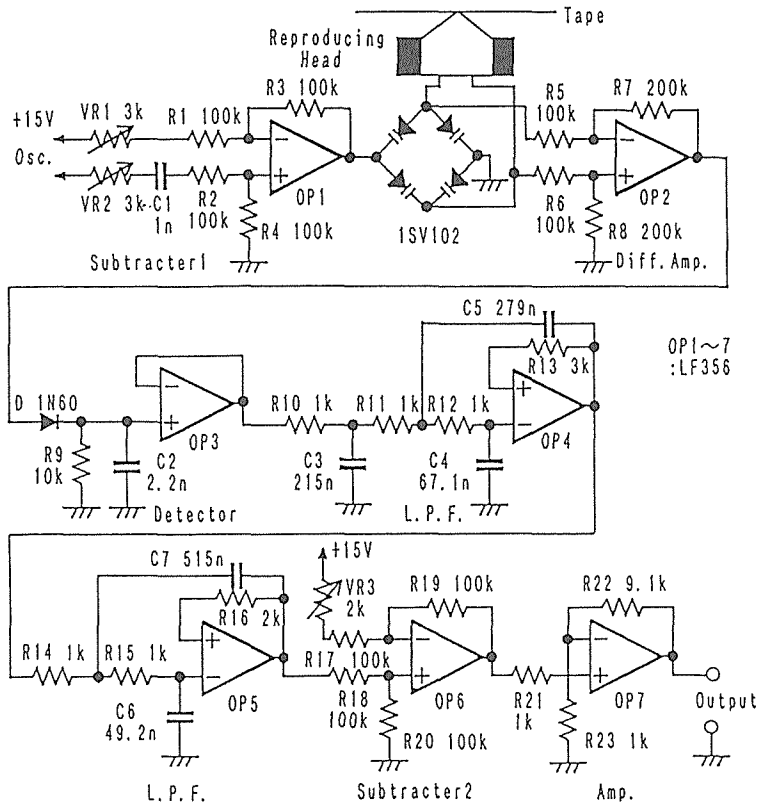 Tape
Reproducing Head
R3 100k
R5 100k
R7 200k
+15V
VR1 3k
R1 100k
Osc.
VR2 3k
C1 1n
R2 100k
OP1
R4 100k
1SV102
R6 100k
OP2
R8 200k
Subtracter1
Diff.Amp.
C5 279n
R13 3k
OP1~7 :LF356
D 1N60
R9 10k
C2 2.2n
OP3
R10 1k
R11 1k
R12 1k
OP4
C3 215n
C4 67.1n
Detector
L.P.F.
C7 515n
R16 2k
+15V
VR3 2k
R19 100k
R22 9.1k
R14 1k
R15 1k
OP5
R17 100k
R18 100k
OP6
R21 1k
OP7
Output
C6 49.2n
R20 100k
R23 1k
L.P.F.
Subtracter2
Amp.